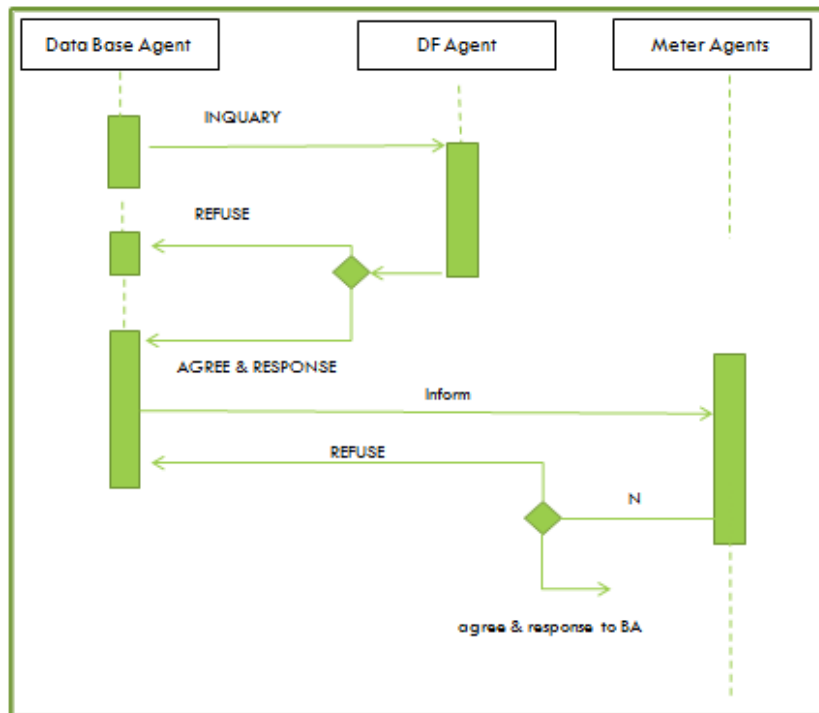 Data Base Agent
DF Agent
Meter Agents
INQUARY
REFUSE
AGREE & RESPONSE
Inform
REFUSE
N
agree & response to BA